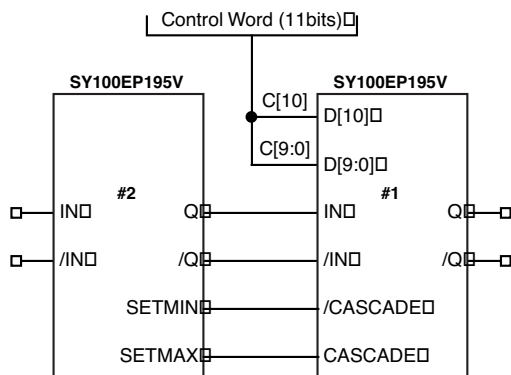 Control Word (11bits)
SY100EP195V
SY100EP195V
C[10]
D[10]
C[9:0]
D[9:0]
#2
#1
IN
Q
IN
Q
/IN
/Q
/IN
/Q
SETMIN
/CASCADE
SETMAX
CASCADE